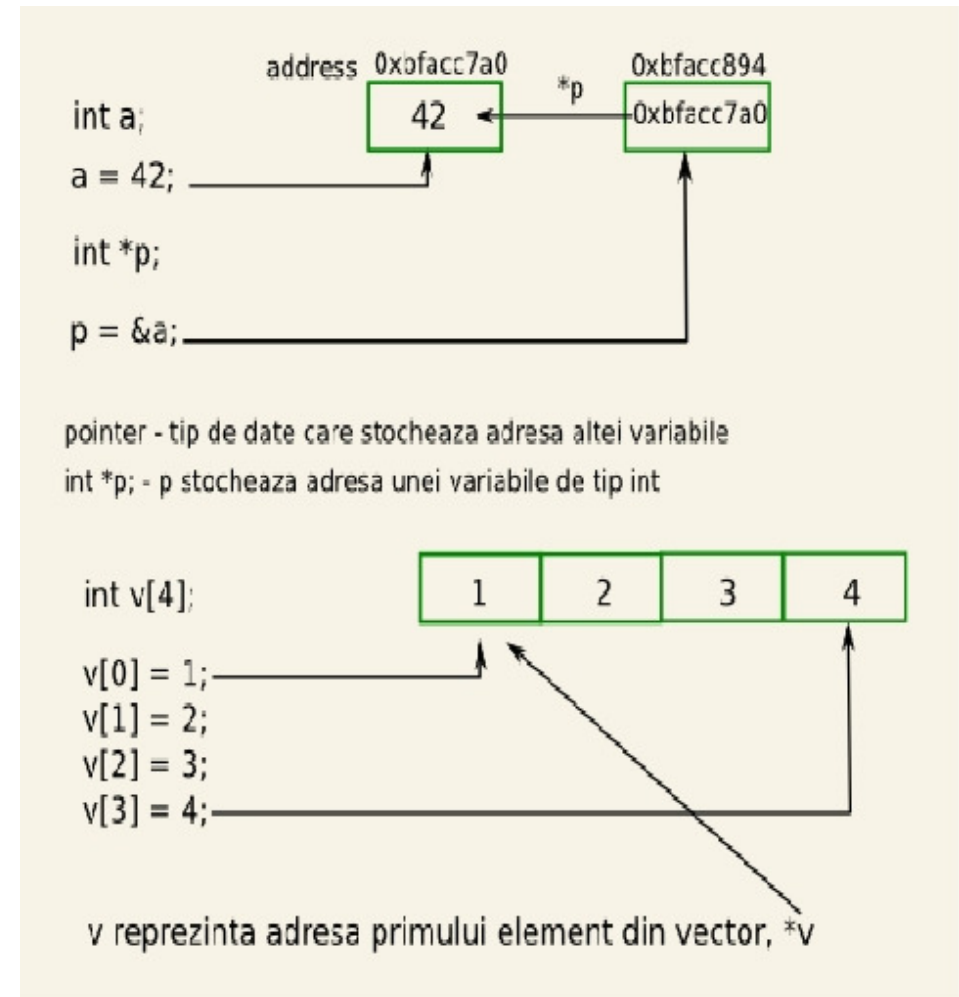 address 0xbfacc7a0 0xbfacc894
int a; 42 *p 0xbfacc7a0
a = 42;
int *p;
p = &a;
pointer - tip de date care stocheaza adresa altei variabile
int *p; - p stocheaza adresa unei variabile de tip int
int v[4]; 1 2 3 4
v[0] = 1;
v[1] = 2;
v[2] = 3;
v[3] = 4;
v reprezinta adresa primului element din vector, *v